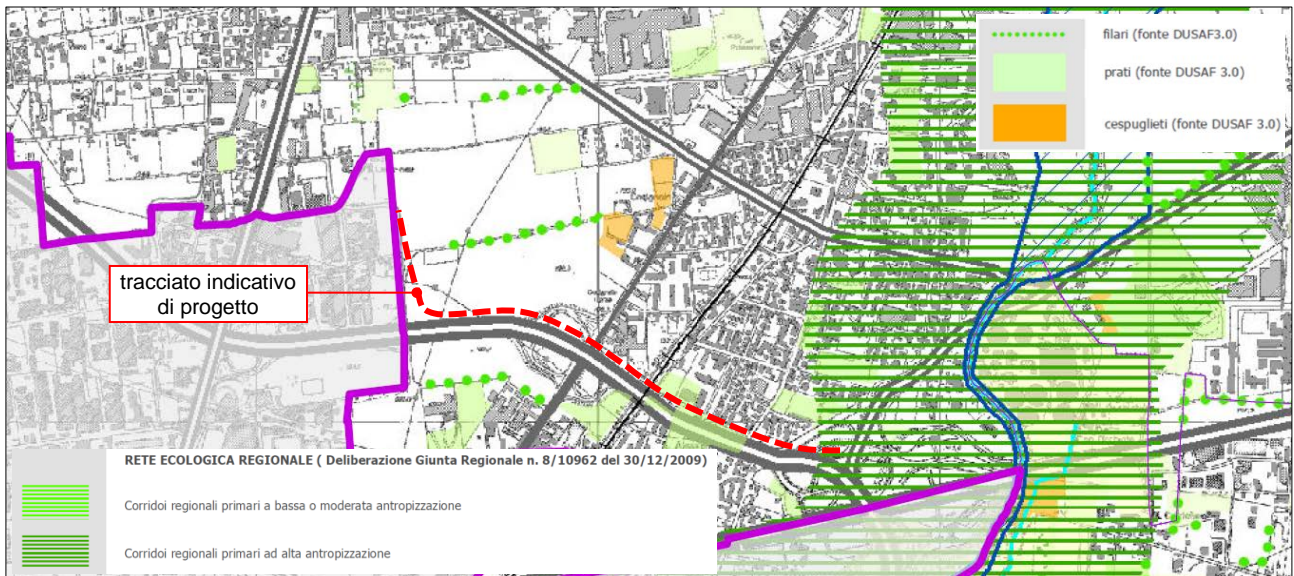 filari (fonte DUSAF3.0)
prati (fonte DUSAF 3.0)
cespuglieti (fonte DUSAF 3.0)
tracciato indicativo
di progetto
RETE ECOLOGICA REGIONALE ( Deliberazione Giunta Regionale n. 8/10962 del 30/12/2009)
Corridoi regionali primari a bassa o moderata antropizzazione
Corridoi regionali primari ad alta antropizzazione